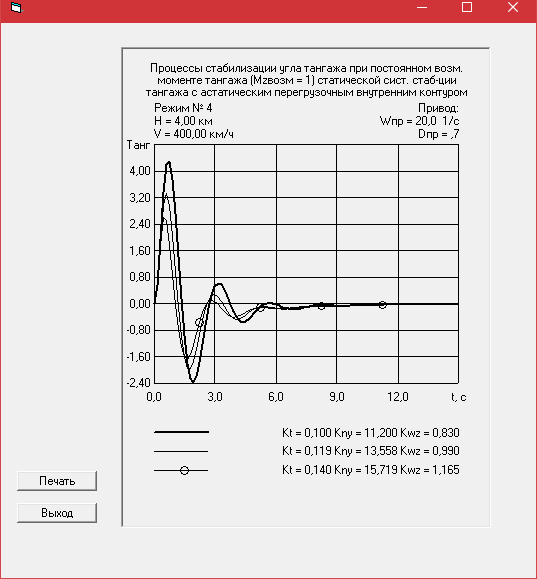 Процессы стабилизации угла тангажа при постоянном возм.
моменте тангажа (Mzвозм = 1) статической сист. стаб-ции
тангажа с астатическим перегрузочным внутренним контуром
Режим № 4 Привод:
H = 4,00 км Wпр = 20,0 1/с
V = 400,00 км/ч Dпр = ,7
Танг
4,00
3,20
2,40
1,60
0,80
0,00
-0,80
-1,60
-2,40
0,0 3,0 6,0 9,0 12,0 t, с
Kt = 0,100 Kny = 11,200 Kwz = 0,830
Kt = 0,119 Kny = 13,558 Kwz = 0,990
Kt = 0,140 Kny = 15,719 Kwz = 1,165
Печать
Выход